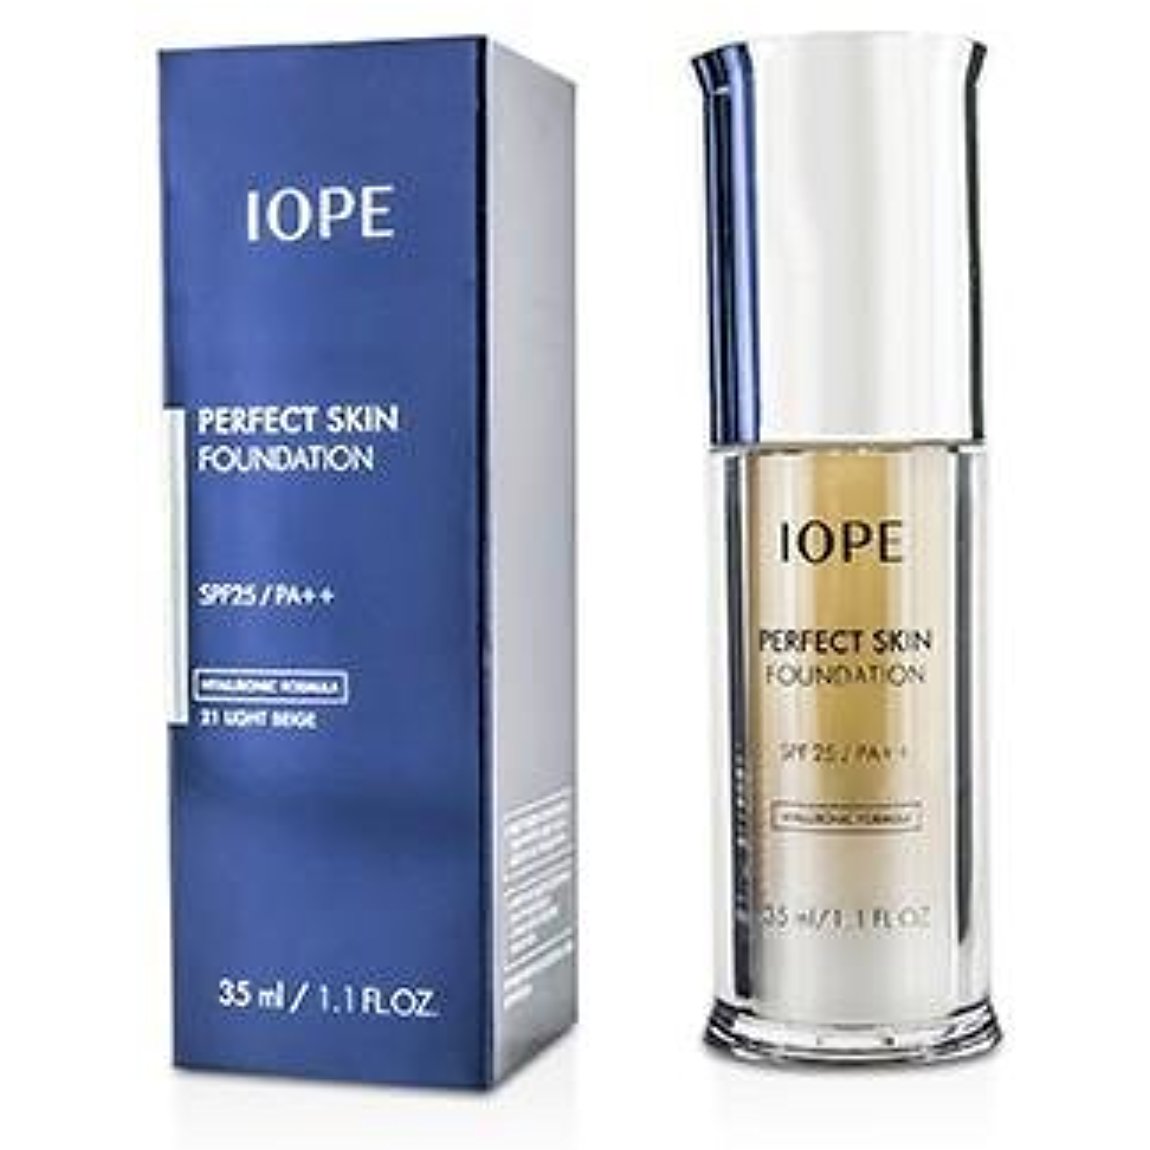 IOPE
PERFECT SKIN
FOUNDATION
SPF25 / PA++
HYALURONIC FORMULA
21 LIGHT BEIGE
35 ml / 1.1 FL.OZ.
IOPE
PERFECT SKIN
FOUNDATION
SPF 25 / PA++
HYALURONIC FORMULA
35 ml / 1.1 FL.OZ